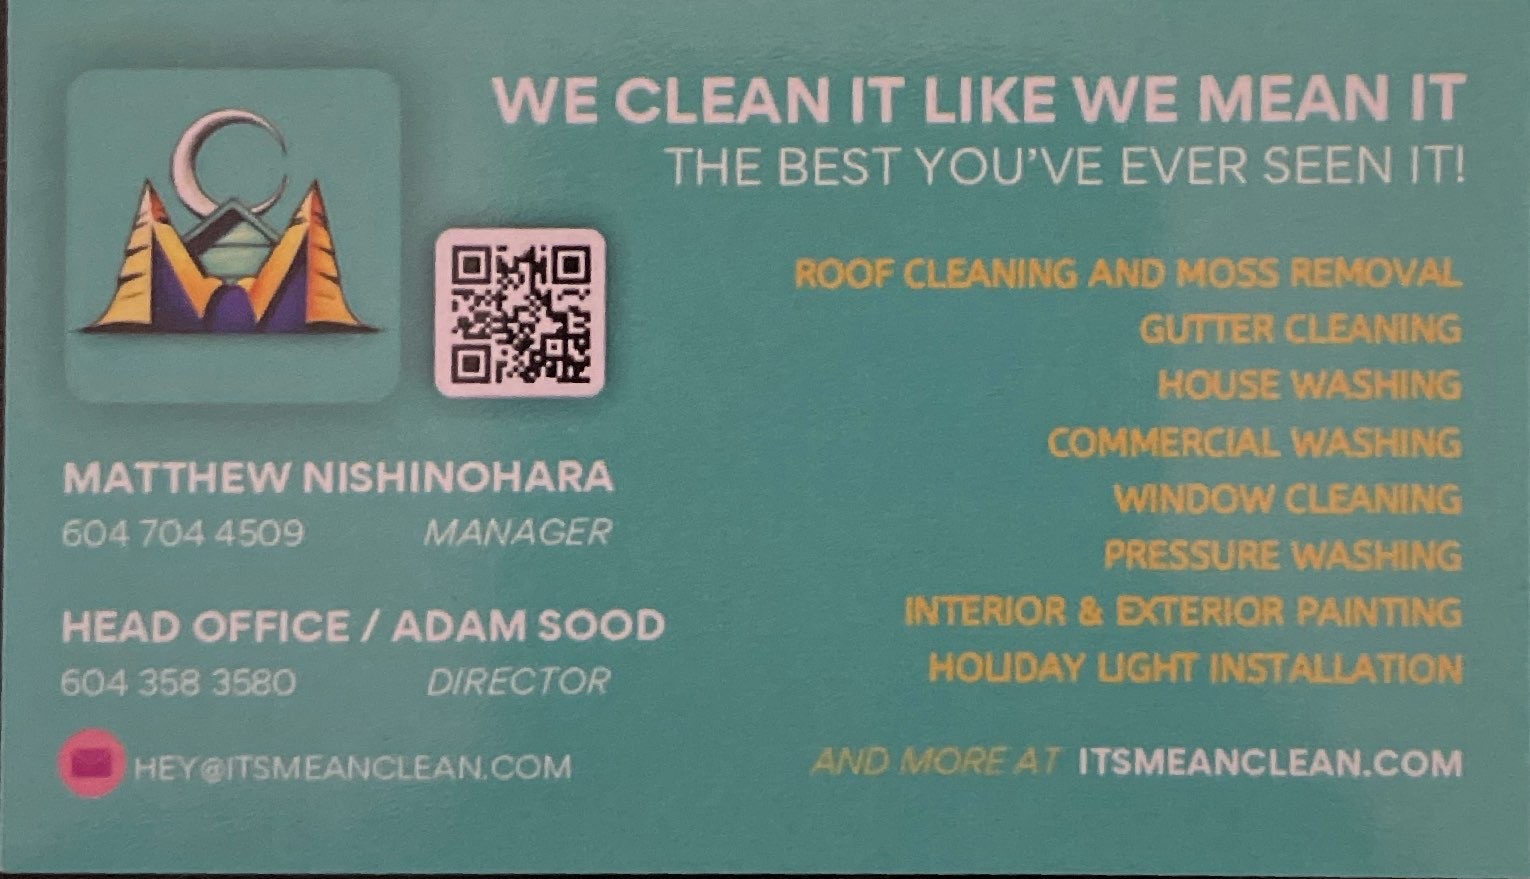 WE CLEAN IT LIKE WE MEAN IT
THE BEST YOU'VE EVER SEEN IT!
ROOF CLEANING AND MOSS REMOVAL
GUTTER CLEANING
HOUSE WASHING
COMMERCIAL WASHING
WINDOW CLEANING
PRESSURE WASHING
INTERIOR & EXTERIOR PAINTING
HOLIDAY LIGHT INSTALLATION
AND MORE AT ITSMEANCLEAN.COM
MATTHEW NISHINOHARA
604 704 4509 MANAGER
HEAD OFFICE / ADAM SOOD
604 358 3580 DIRECTOR
HEY@ITSMEANCLEAN.COM